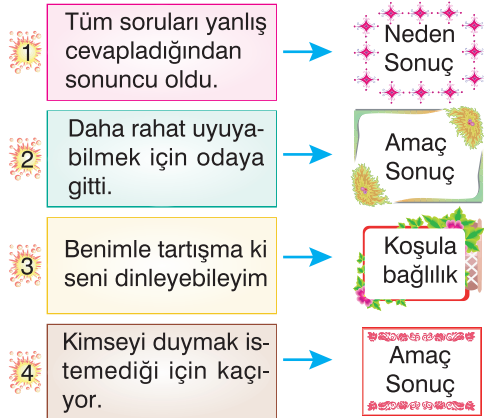 1
Tüm soruları yanlış
cevapladığından
sonuncu oldu.
Neden
Sonuç
2
Daha rahat uyuya-
bilmek için odaya
gitti.
Amaç
Sonuç
3
Benimle tartışma ki
seni dinleyebileyim
Koşula
bağlılık
4
Kimseyi duymak is-
temediği için kaçı-
yor.
Amaç
Sonuç